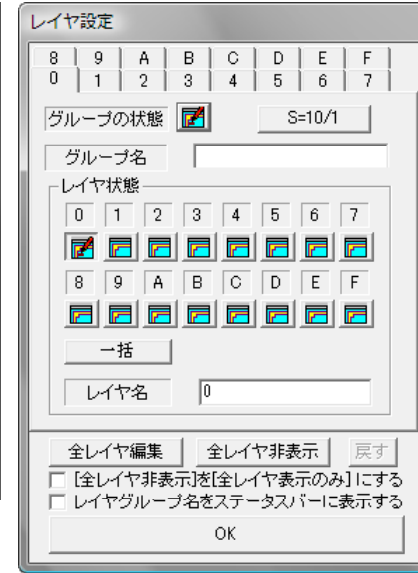 レイヤ設定
8 9 A B C D E F
0 1 2 3 4 5 6 7
グループの状態 S=10/1
グループ名
レイヤ状態
0 1 2 3 4 5 6 7
8 9 A B C D E F
一括
レイヤ名 0
全レイヤ編集 全レイヤ非表示 戻す
[全レイヤ非表示]を[全レイヤ表示のみ]にする
レイヤグループ名をステータスバーに表示する
OK